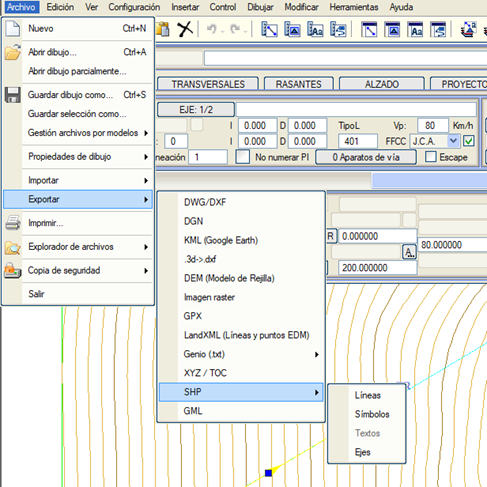 Archivo Edición Ver Configuración Insertar Control Dibujar Modificar Herramientas Ayuda
Nuevo Ctrl+N
Abrir dibujo... Ctrl+A
Abrir dibujo parcialmente...
Guardar dibujo como... Ctrl+S
Guardar selección como...
Gestión archivos por modelos
Propiedades de dibujo
Importar
Exportar
Imprimir...
Explorador de archivos
Copia de seguridad
Salir
TRANSVERSALES RASANTES ALZADO PROYECTO
EJE: 1/2
I 0.000 D 0.000 TipoL Vp: 80 Km/h
: 0 I 0.000 D 0.000 401 FFCC J.C.A.
neación 1 No numerar PI 0 Aparatos de vía Escape
R 0.000000
A.. 80.000000
200.000000
DWG/DXF
DGN
KML (Google Earth)
.3d->.dxf
DEM (Modelo de Rejilla)
Imagen raster
GPX
LandXML (Líneas y puntos EDM)
Genio (.txt)
XYZ / TOC
SHP
GML
Líneas
Símbolos
Textos
Ejes